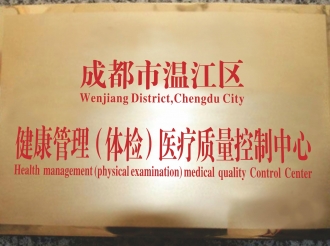 成都市温江区
Wenjiang District,Chengdu City
健康管理（体检）医疗质量控制中心
Health management(physical examination)medical quality Control Center